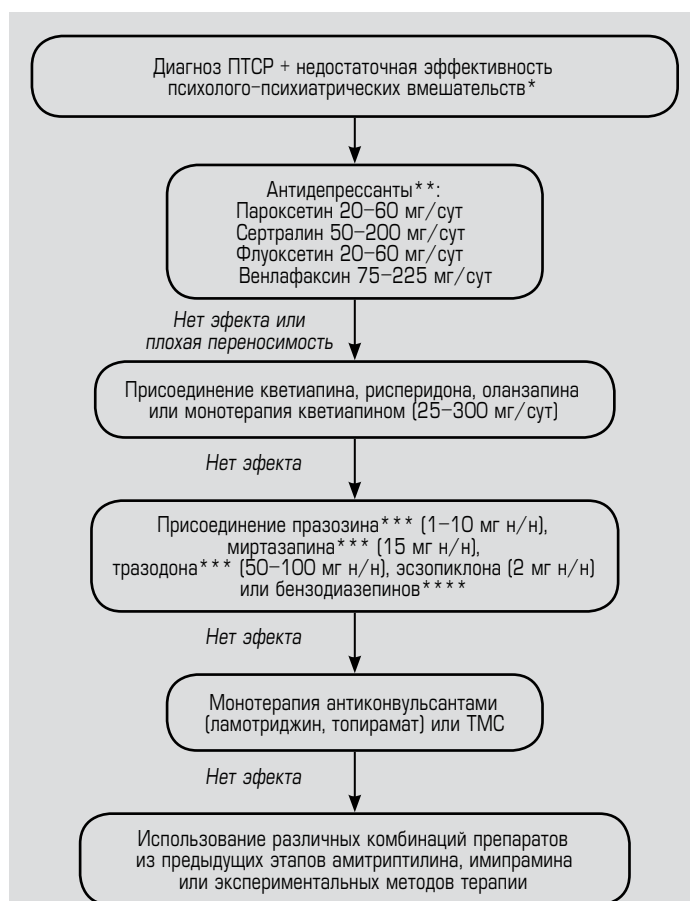 Диагноз ПТСР + недостаточная эффективность
психолого-психиатрических вмешательств*
Антидепрессанты**:
Пароксетин 20–60 мг/сут
Сертралин 50–200 мг/сут
Флуоксетин 20–60 мг/сут
Венлафаксин 75–225 мг/сут
Нет эфекта или
плохая переносимость
Присоединение кветиапина, рисперидона, оланзапина
или монотерапия кветиапином (25–300 мг/сут)
Нет эфекта
Присоединение празозина*** (1–10 мг н/н),
миртазапина*** (15 мг н/н),
тразодона*** (50–100 мг н/н), эсзопиклона (2 мг н/н)
или бензодиазепинов****
Нет эфекта
Монотерапия антиконвульсантами
(ламотриджин, топирамат) или ТМС
Нет эфекта
Использование различных комбинаций препаратов
из предыдущих этапов амитриптилина, имипрамина
или экспериментальных методов терапии